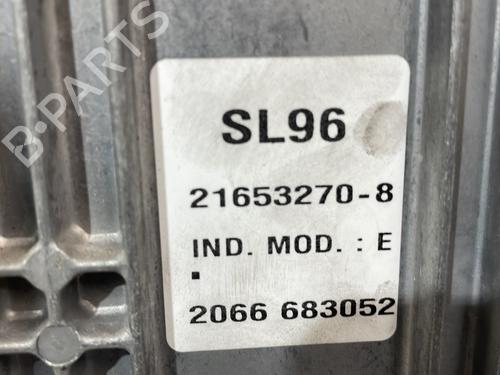 B-PARTS
SL96
21653270-8
IND. MOD. : E
.
2066 683052